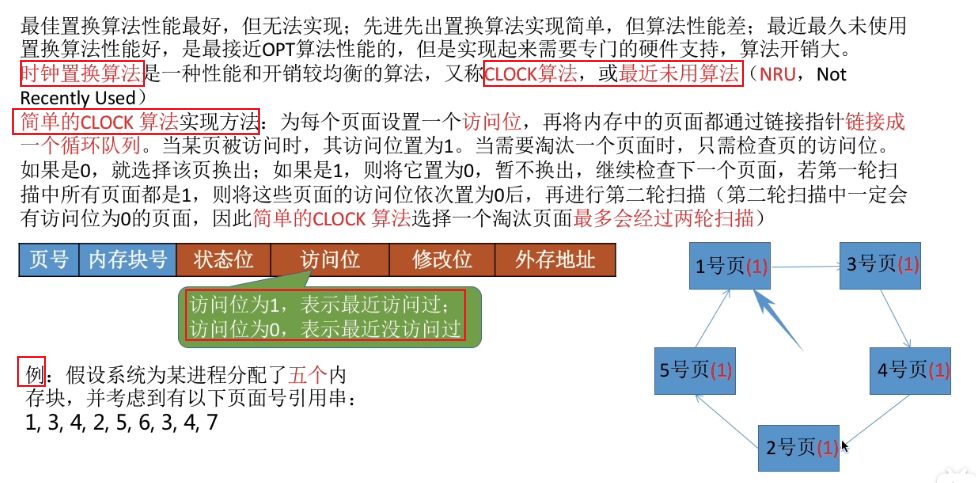 最佳置换算法性能最好，但无法实现；先进先出置换算法实现简单，但算法性能差；最近最久未使用
置换算法性能好，是最接近OPT算法性能的，但是实现起来需要专门的硬件支持，算法开销大。
时钟置换算法是一种性能和开销较均衡的算法，又称CLOCK算法，或最近未用算法（NRU，Not
Recently Used）
简单的CLOCK 算法实现方法：为每个页面设置一个访问位，再将内存中的页面都通过链接指针链接成
一个循环队列。当某页被访问时，其访问位置为1。当需要淘汰一个页面时，只需检查页的访问位。
如果是0，就选择该页换出；如果是1，则将它置为0，暂不换出，继续检查下一个页面，若第一轮扫
描中所有页面都是1，则将这些页面的访问位依次置为0后，再进行第二轮扫描（第二轮扫描中一定会
有访问位为0的页面，因此简单的CLOCK 算法选择一个淘汰页面最多会经过两轮扫描）
页号 内存块号 状态位 访问位 修改位 外存地址
访问位为1，表示最近访问过；
访问位为0，表示最近没访问过
例：假设系统为某进程分配了五个内
存块，并考虑到有以下页面号引用串：
1, 3, 4, 2, 5, 6, 3, 4, 7
1号页(1)
3号页(1)
5号页(1)
4号页(1)
2号页(1)